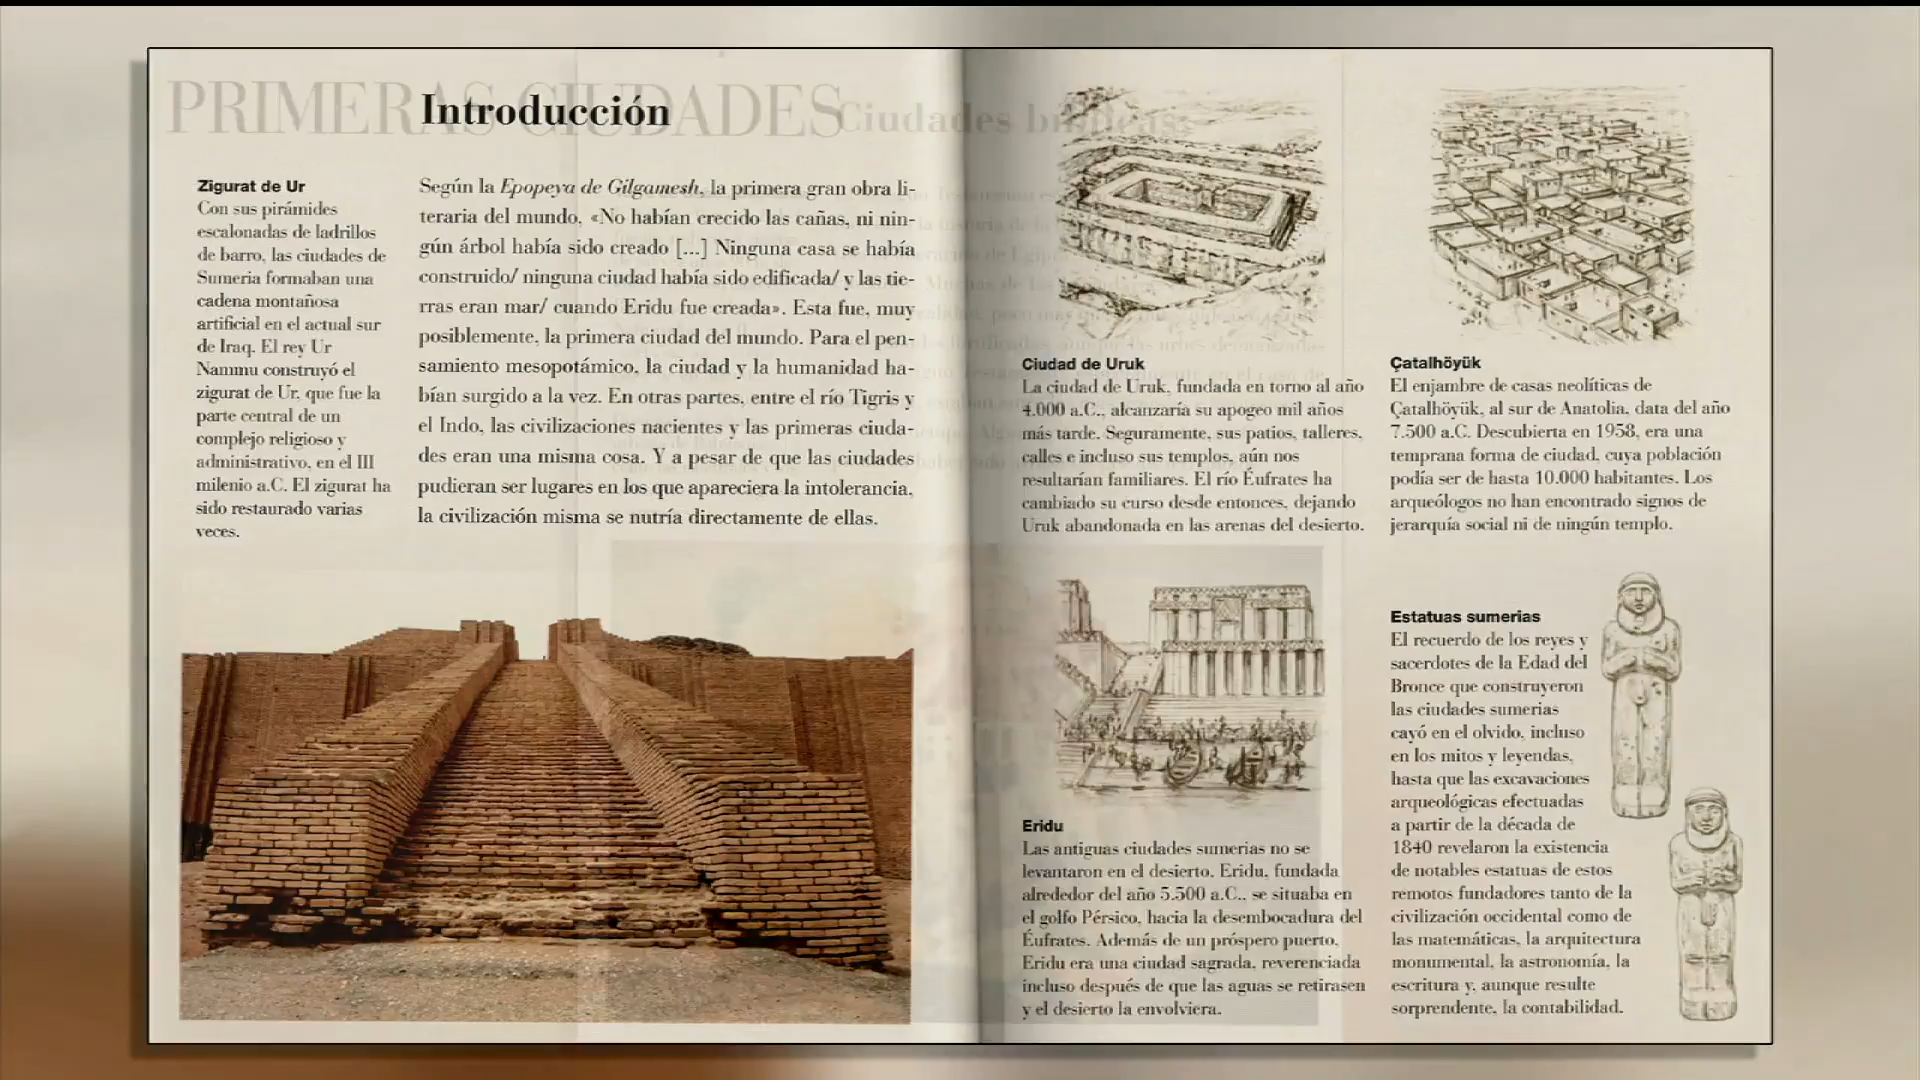 PRIMERAS CIUDADES
Introducción
Ciudades bíblicas
Zigurat de Ur
Con sus pirámides
escalonadas de ladrillos
de barro, las ciudades de
Sumeria formaban una
cadena montañosa
artificial en el actual sur
de Iraq. El rey Ur
Nammu construyó el
zigurat de Ur, que fue la
parte central de un
complejo religioso y
administrativo, en el III
milenio a.C. El zigurat ha
sido restaurado varias
veces.
Según la Epopeya de Gilgamesh, la primera gran obra li-
teraria del mundo, «No habían crecido las cañas, ni nin-
gún árbol había sido creado [...] Ninguna casa se había
construido/ ninguna ciudad había sido edificada/ y las tie-
rras eran mar/ cuando Eridu fue creada». Esta fue, muy
posiblemente, la primera ciudad del mundo. Para el pen-
samiento mesopotámico, la ciudad y la humanidad ha-
bían surgido a la vez. En otras partes, entre el río Tigris y
el Indo, las civilizaciones nacientes y las primeras ciuda-
des eran una misma cosa. Y a pesar de que las ciudades
pudieran ser lugares en los que apareciera la intolerancia,
la civilización misma se nutría directamente de ellas.
Ciudad de Uruk
La ciudad de Uruk, fundada en torno al año
4.000 a.C., alcanzaría su apogeo mil años
más tarde. Seguramente, sus patios, talleres,
calles e incluso sus templos, aún nos
resultarían familiares. El río Éufrates ha
cambiado su curso desde entonces, dejando
Uruk abandonada en las arenas del desierto.
Çatalhöyük
El enjambre de casas neolíticas de
Çatalhöyük, al sur de Anatolia, data del año
7.500 a.C. Descubierta en 1958, era una
temprana forma de ciudad, cuya población
podía ser de hasta 10.000 habitantes. Los
arqueólogos no han encontrado signos de
jerarquía social ni de ningún templo.
Eridu
Las antiguas ciudades sumerias no se
levantaron en el desierto. Eridu, fundada
alrededor del año 5.500 a.C., se situaba en
el golfo Pérsico, hacia la desembocadura del
Éufrates. Además de un próspero puerto,
Eridu era una ciudad sagrada, reverenciada
incluso después de que las aguas se retirasen
y el desierto la envolviera.
Estatuas sumerias
El recuerdo de los reyes y
sacerdotes de la Edad del
Bronce que construyeron
las ciudades sumerias
cayó en el olvido, incluso
en los mitos y leyendas,
hasta que las excavaciones
arqueológicas efectuadas
a partir de la década de
1840 revelaron la existencia
de notables estatuas de estos
remotos fundadores tanto de la
civilización occidental como de
las matemáticas, la arquitectura
monumental, la astronomía, la
escritura y, aunque resulte
sorprendente, la contabilidad.